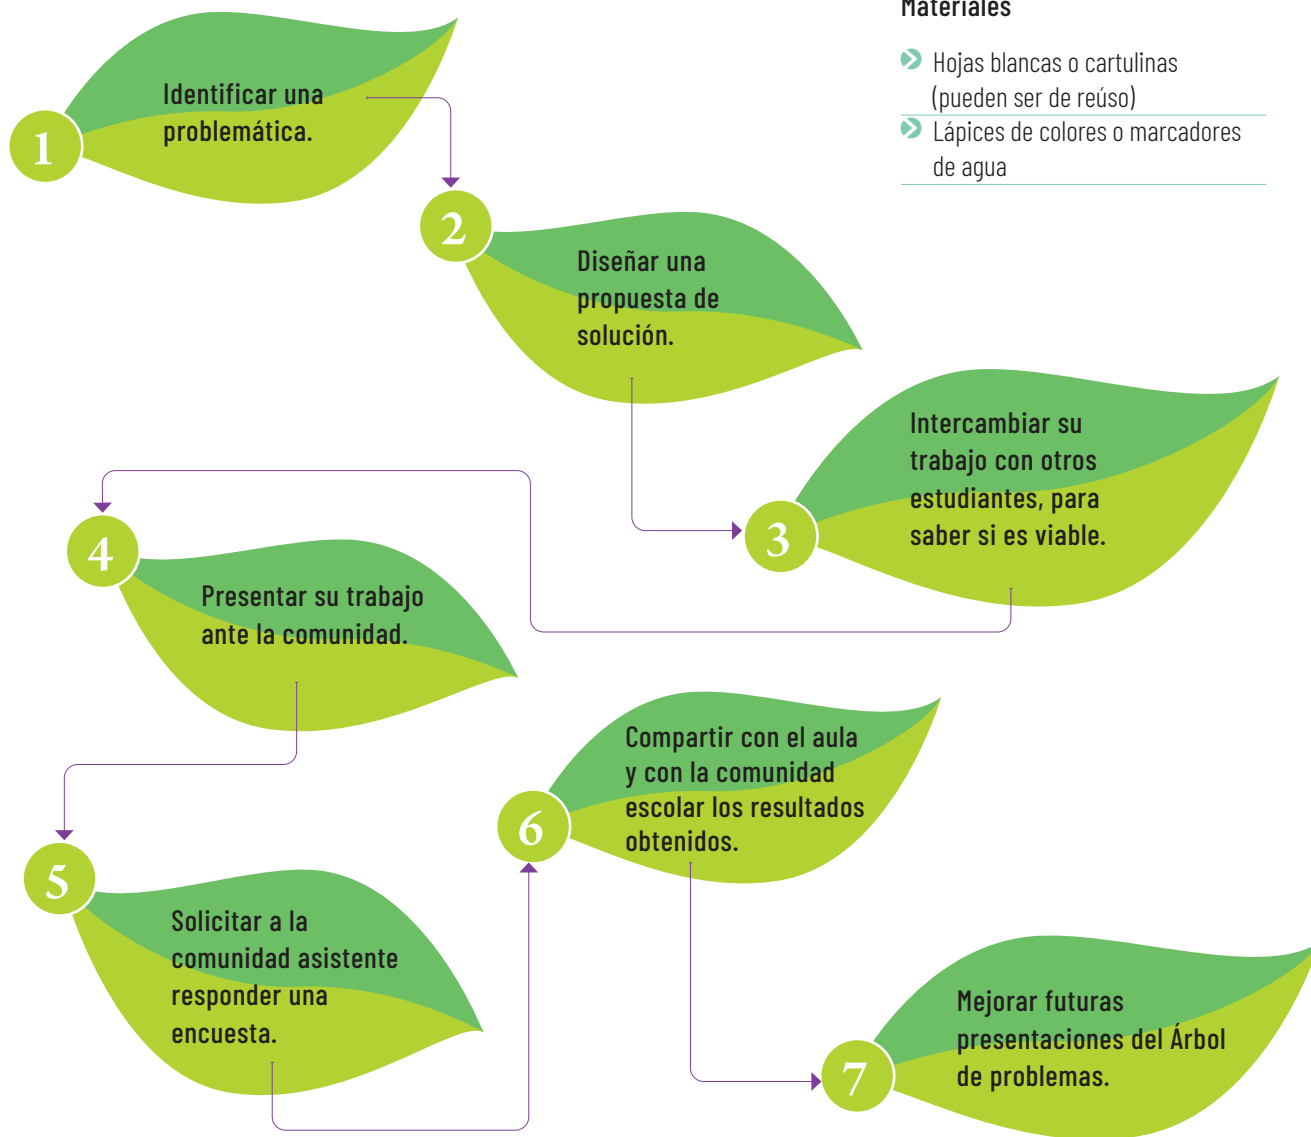 Materiales
Hojas blancas o cartulinas
(pueden ser de reúso)
Lápices de colores o marcadores
de agua
1
Identificar una
problemática.
2
Diseñar una
propuesta de
solución.
3
Intercambiar su
trabajo con otros
estudiantes, para
saber si es viable.
4
Presentar su trabajo
ante la comunidad.
5
Solicitar a la
comunidad asistente
responder una
encuesta.
6
Compartir con el aula
y con la comunidad
escolar los resultados
obtenidos.
7
Mejorar futuras
presentaciones del Árbol
de problemas.